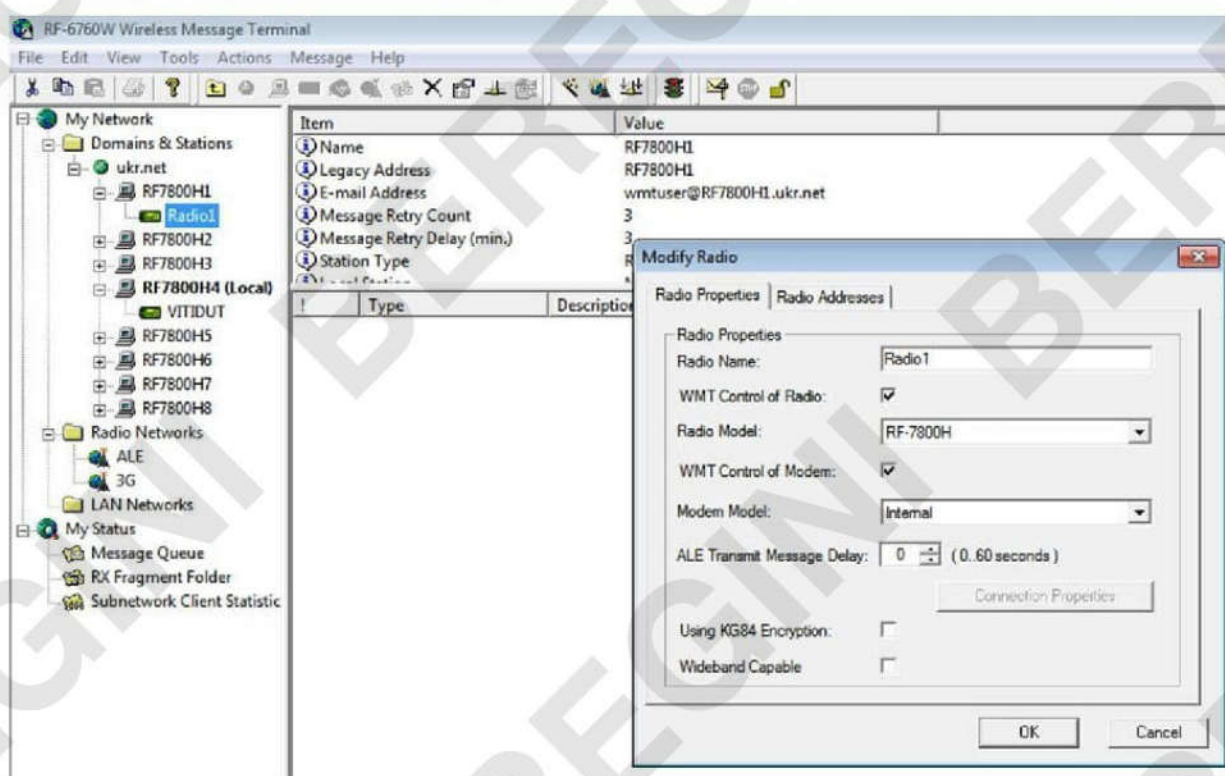 RF-6760W Wireless Message Terminal
File Edit View Tools Actions Message Help
My Network
Domains & Stations
ukr.net
RF7800H1
Radio1
RF7800H2
RF7800H3
RF7800H4 (Local)
VITIDUT
RF7800H5
RF7800H6
RF7800H7
RF7800H8
Radio Networks
ALE
3G
LAN Networks
My Status
Message Queue
RX Fragment Folder
Subnetwork Client Statistic
Item Value
Name RF7800H1
Legacy Address RF7800H1
E-mail Address wmtuser@RF7800H1.ukr.net
Message Retry Count 3
Message Retry Delay (min.) 3
Station Type
! Type Description
Modify Radio
Radio Properties Radio Addresses
Radio Properties
Radio Name: Radio1
WMT Control of Radio:
Radio Model: RF-7800H
WMT Control of Modem:
Modem Model: Internal
ALE Transmit Message Delay: 0 ( 0..60 seconds )
Connection Properties
Using KG84 Encryption:
Wideband Capable
OK Cancel
BEREGINI
BEREGINI
BEREGINI